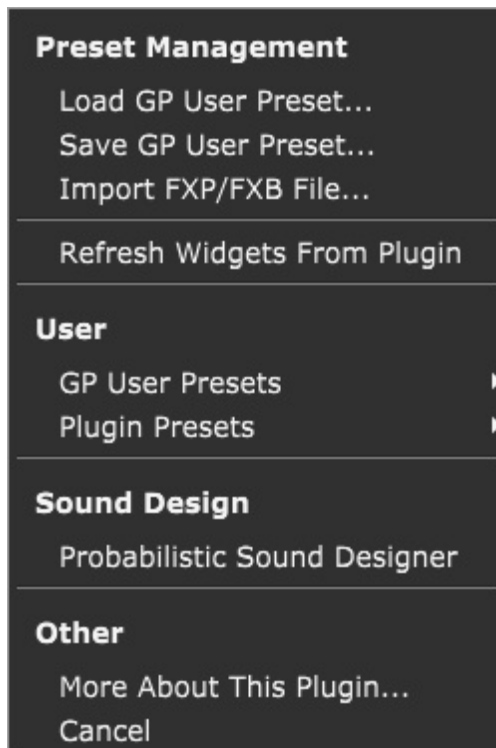 Preset Management
Load GP User Preset...
Save GP User Preset...
Import FXP/FXB File...
Refresh Widgets From Plugin
User
GP User Presets
Plugin Presets
Sound Design
Probabilistic Sound Designer
Other
More About This Plugin...
Cancel